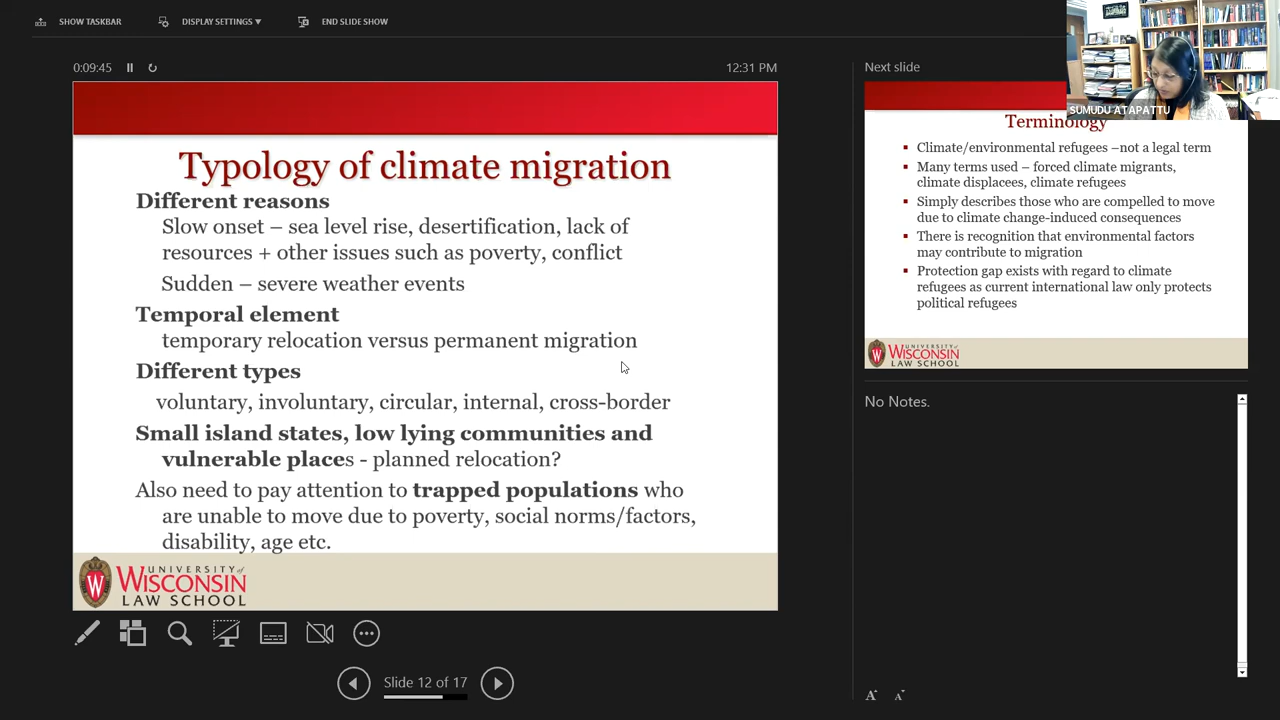 SHOW TASKBAR
DISPLAY SETTINGS ▼
END SLIDE SHOW
0:09:45
12:31 PM
Typology of climate migration
Different reasons
Slow onset – sea level rise, desertification, lack of
resources + other issues such as poverty, conflict
Sudden – severe weather events
Temporal element
temporary relocation versus permanent migration
Different types
voluntary, involuntary, circular, internal, cross-border
Small island states, low lying communities and
vulnerable places - planned relocation?
Also need to pay attention to trapped populations who
are unable to move due to poverty, social norms/factors,
disability, age etc.
W
UNIVERSITY of
WISCONSIN
LAW SCHOOL
Slide 12 of 17
Next slide
SUMUDU ATAPATTU
Terminology
▪ Climate/environmental refugees –not a legal term
▪ Many terms used – forced climate migrants,
climate displacees, climate refugees
▪ Simply describes those who are compelled to move
due to climate change-induced consequences
▪ There is recognition that environmental factors
may contribute to migration
▪ Protection gap exists with regard to climate
refugees as current international law only protects
political refugees
W
UNIVERSITY of
WISCONSIN
LAW SCHOOL
No Notes.
A A